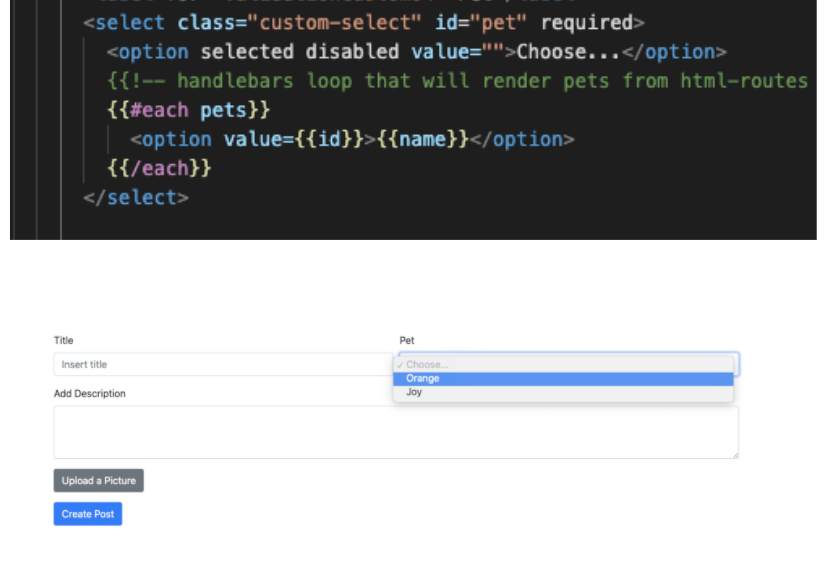 <select class="custom-select" id="pet" required>
<option selected disabled value="">Choose...</option>
{{!-- handlebars loop that will render pets from html-routes
{{#each pets}}
<option value={{id}}>{{name}}</option>
{{/each}}
</select>
Title
Pet
Insert title
✓ Choose...
Orange
Joy
Add Description
Upload a Picture
Create Post